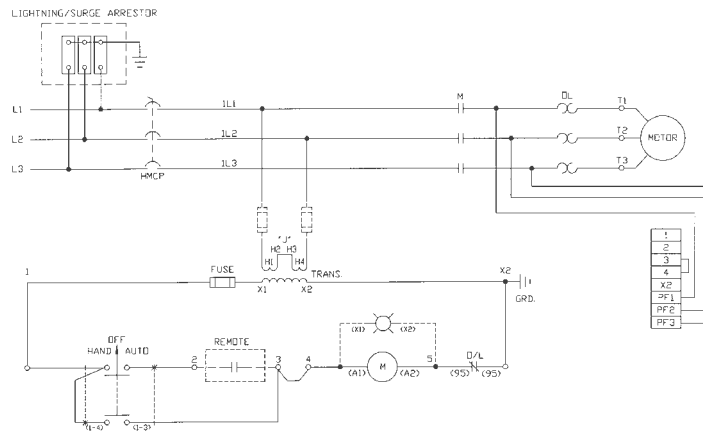 LIGHTNING/SURGE ARRESTOR
L1
1L1
M
OL
T1
L2
1L2
T2
MOTOR
L3
1L3
T3
HMCP
"J"
H2 H3
H1 H4
1
FUSE
TRANS.
X1 X2
X2
GRD.
1
2
3
4
X2
PF1
PF2
PF3
(X1) (X2)
OFF
HAND AUTO
REMOTE
2
3
4
M
(A1) (A2)
5
O/L
(95) (95)
(1-4) (1-3)